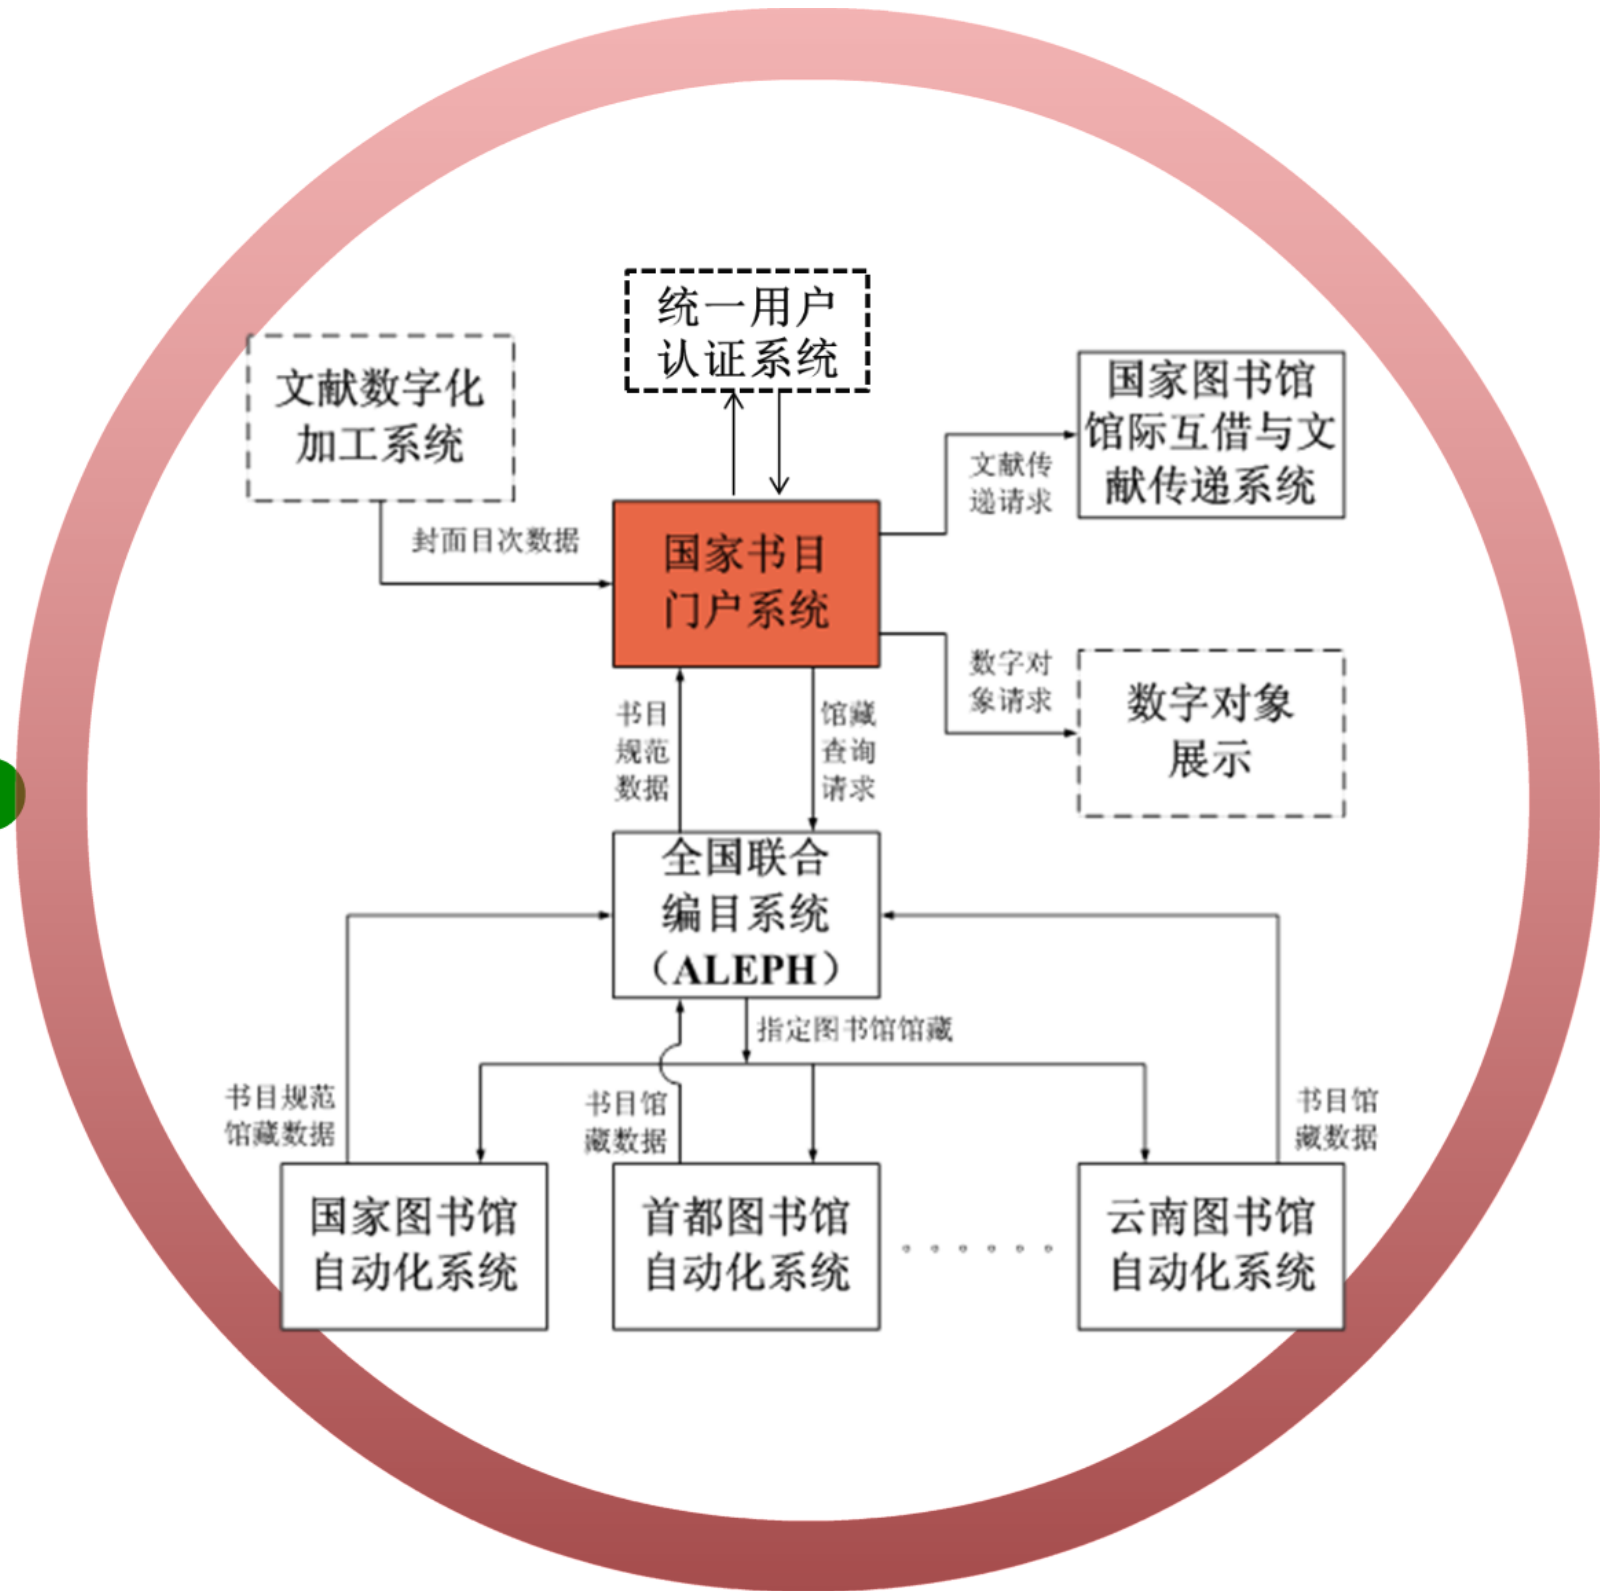 统一用户
认证系统
文献数字化
加工系统
国家图书馆
馆际互借与文
献传递系统
文献传
递请求
封面目次数据
国家书目
门户系统
数字对
象请求
数字对象
展示
书目
规范
数据
馆藏
查询
请求
全国联合
编目系统
（ALEPH）
指定图书馆馆藏
书目规范
馆藏数据
书目馆
藏数据
书目馆
藏数据
国家图书馆
自动化系统
首都图书馆
自动化系统
......
云南图书馆
自动化系统